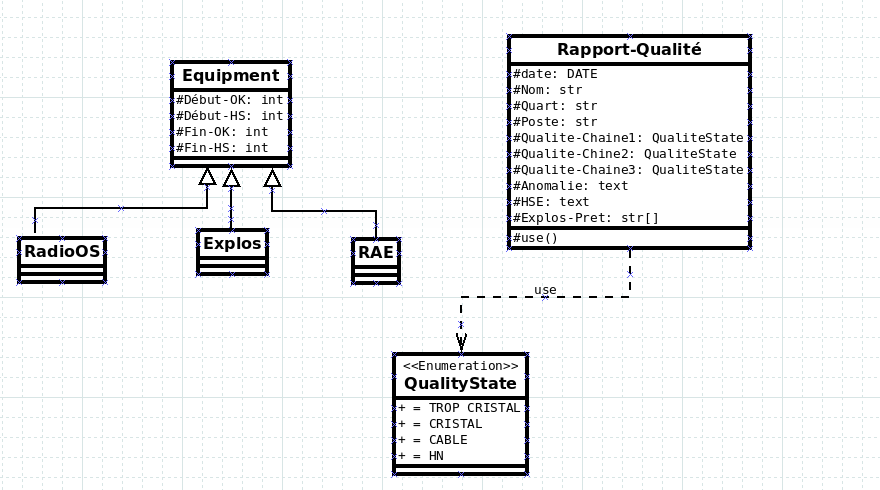 Equipment
#Début-OK: int
#Début-HS: int
#Fin-OK: int
#Fin-HS: int
RadioOS
Explos
RAE
Rapport-Qualité
#date: DATE
#Nom: str
#Quart: str
#Poste: str
#Qualite-Chaine1: QualiteState
#Qualite-Chine2: QualiteState
#Qualite-Chaine3: QualiteState
#Anomalie: text
#HSE: text
#Explos-Pret: str[]
#use()
use
<<Enumeration>>
QualityState
+ = TROP CRISTAL
+ = CRISTAL
+ = CABLE
+ = HN